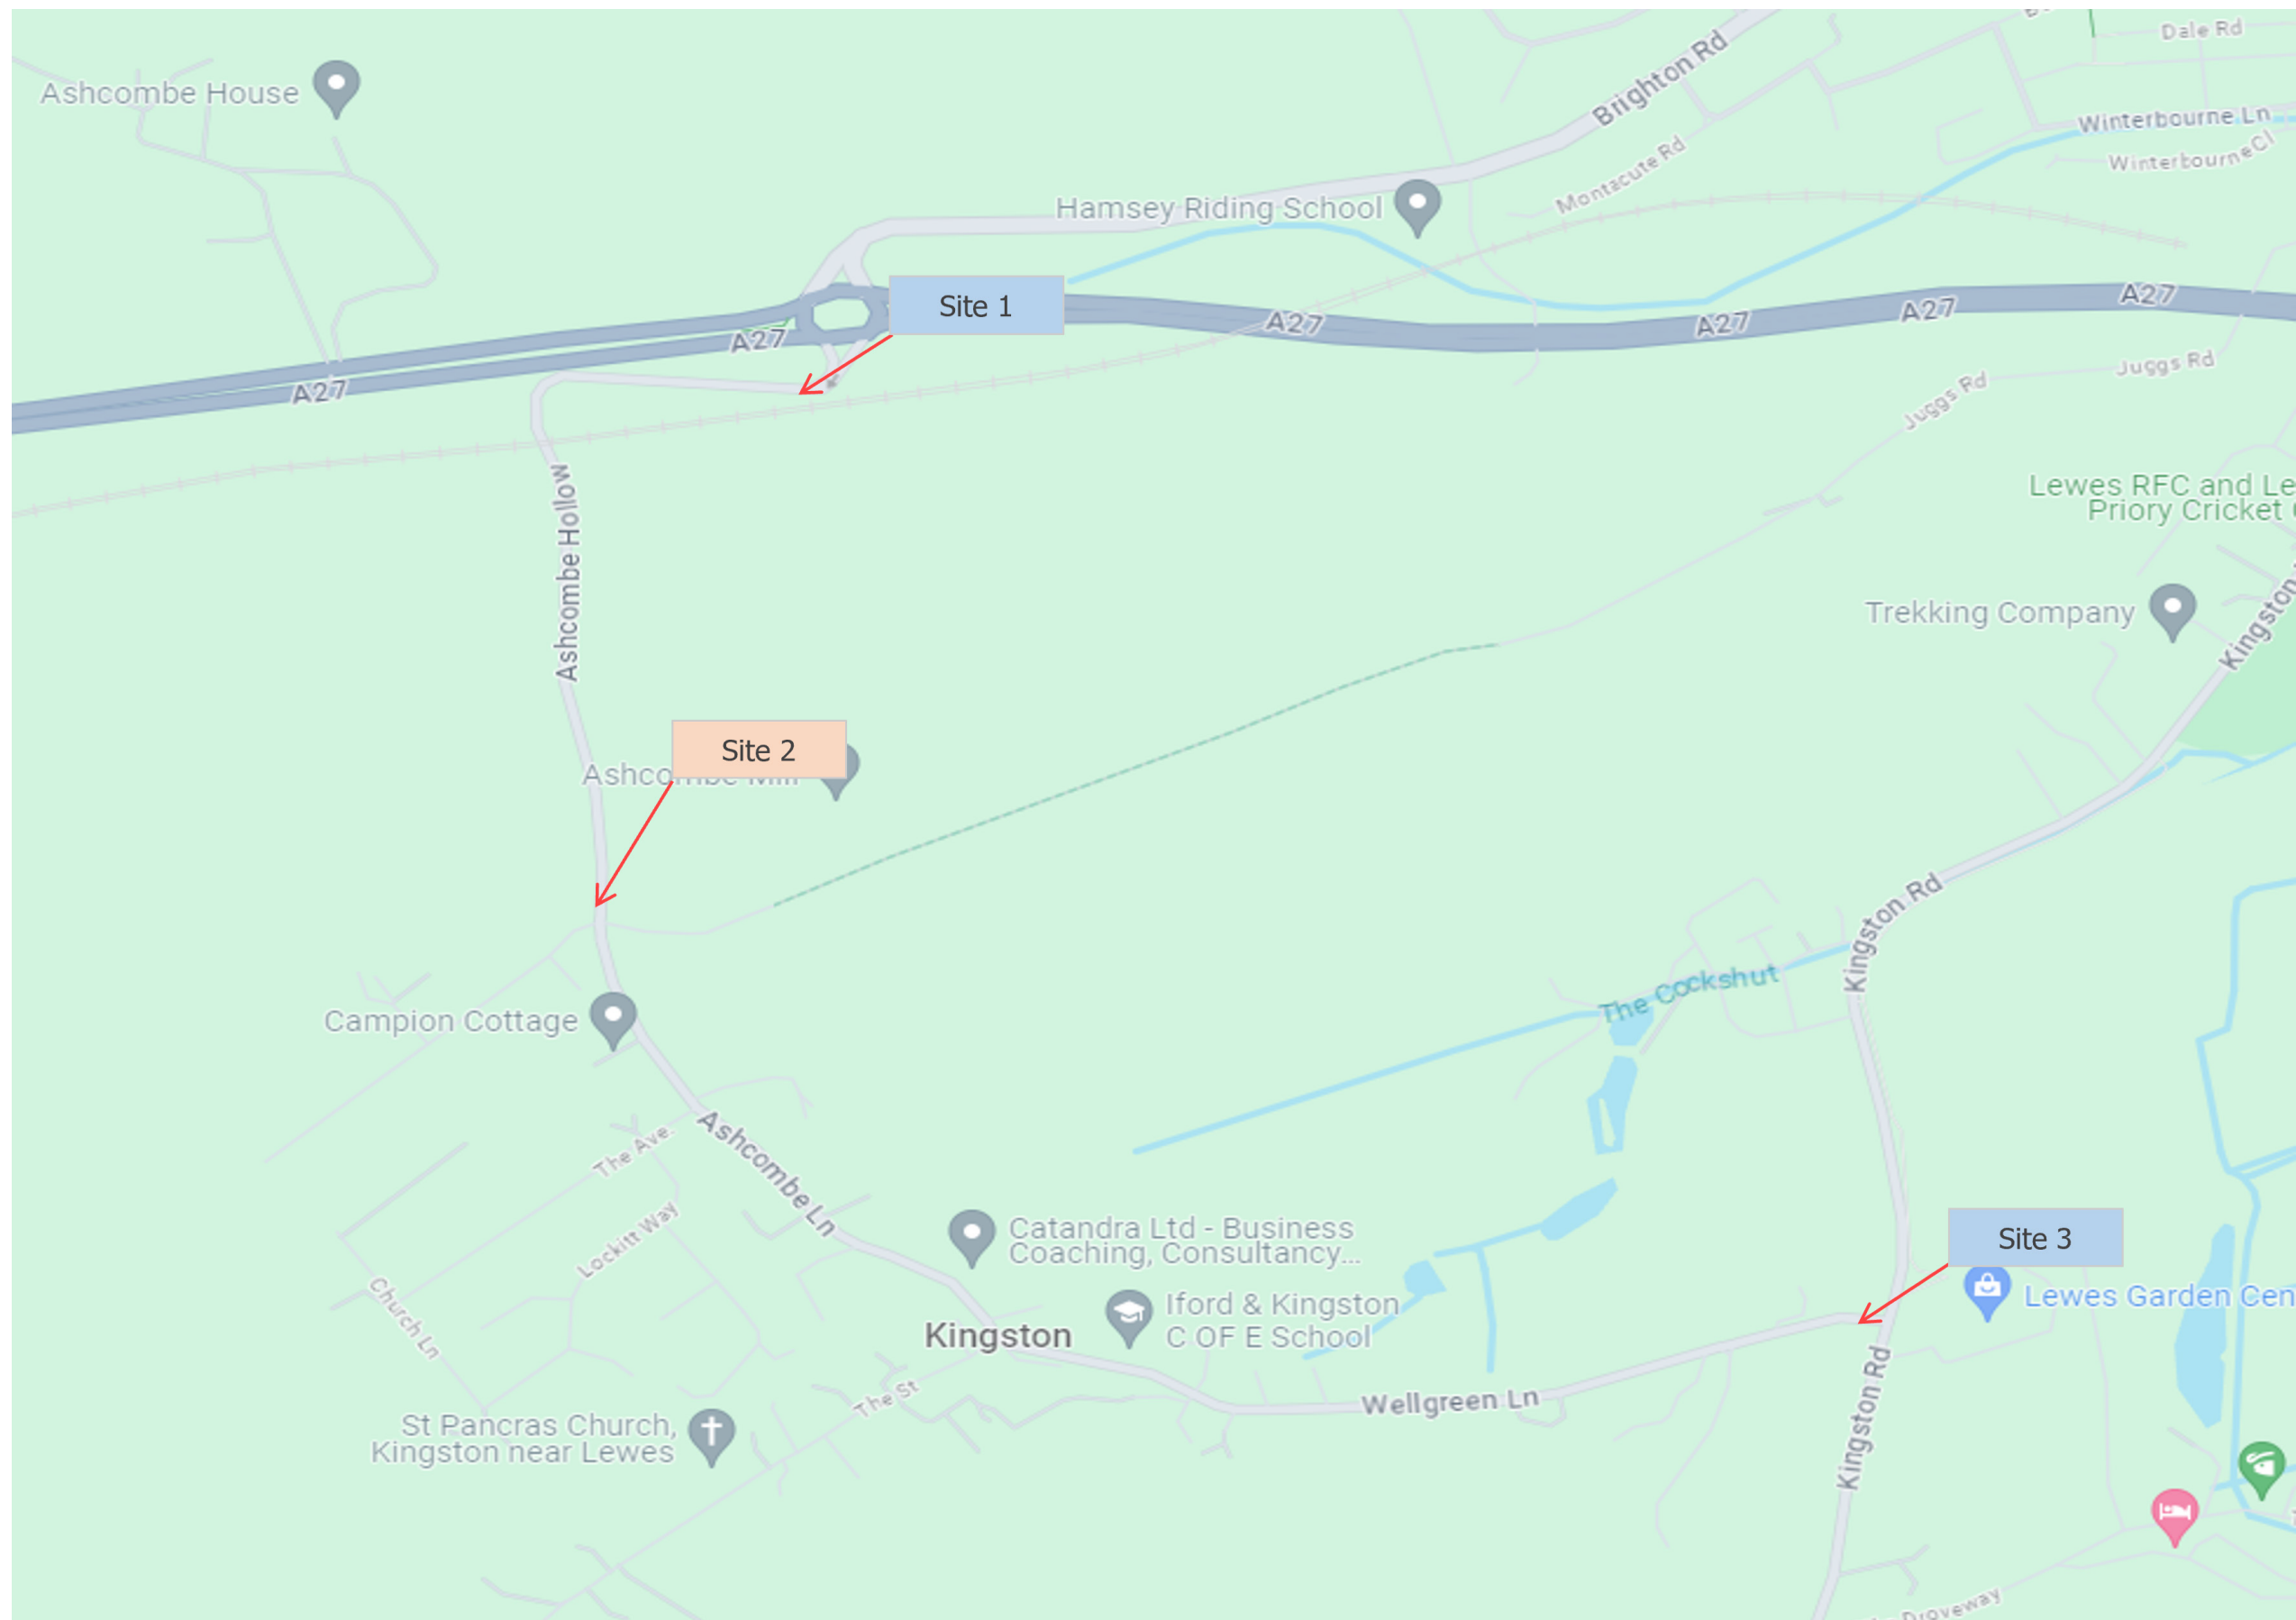 Dale Rd
Ashcombe House
Brighton Rd
Winterbourne Ln
Winterbourne Cl
Montacute Rd
Hamsey Riding School
Site 1
A27
A27
A27
A27
A27
A27
Juggs Rd
Juggs Rd
Ashcombe Hollow
Lewes RFC and Le
Priory Cricket
Trekking Company
Kingston
Site 2
Ashcombe Mill
Kingston Rd
The Cockshut
Campion Cottage
The Ave.
Ashcombe Ln
Lockitt Way
Catandra Ltd - Business
Coaching, Consultancy...
Site 3
Church Ln
Iford & Kingston
C OF E School
Lewes Garden Cen
Kingston
Kingston Rd
The St
Wellgreen Ln
St Pancras Church,
Kingston near Lewes
Droveway